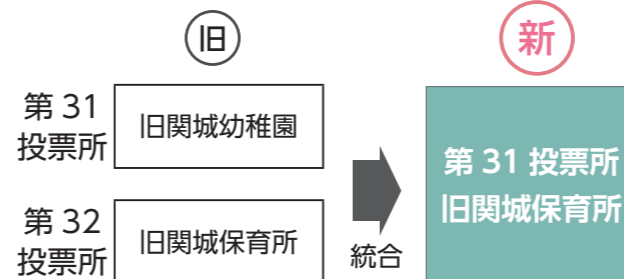 旧
新
第 31
投票所
旧関城幼稚園
第 32
投票所
旧関城保育所
統合
第 31 投票所
旧関城保育所